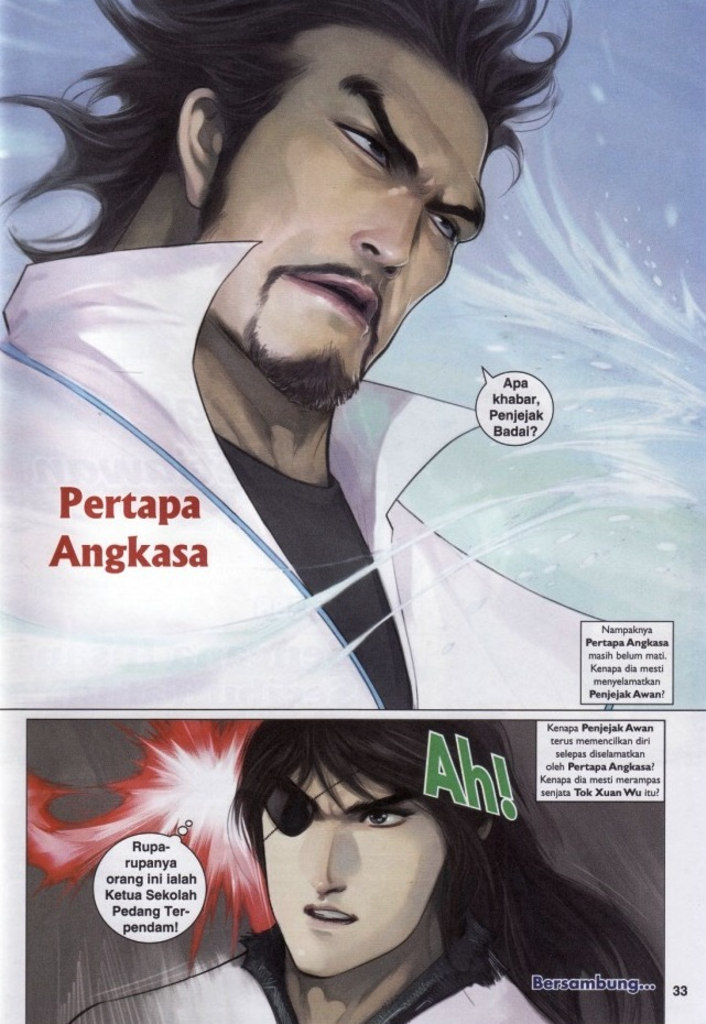 Apa
khabar,
Penjejak
Badai?
Pertapa
Angkasa
Nampaknya
Pertapa Angkasa
masih belum mati.
Kenapa dia mesti
menyelamatkan
Penjejak Awan?
Kenapa Penjejak Awan
terus memencilkan diri
selepas diselamatkan
oleh Pertapa Angkasa?
Kenapa dia mesti merampas
senjata Tok Xuan Wu itu?
Ah!
Rupa-
rupanya
orang ini ialah
Ketua Sekolah
Pedang Ter-
pendam!
Bersambung...
33